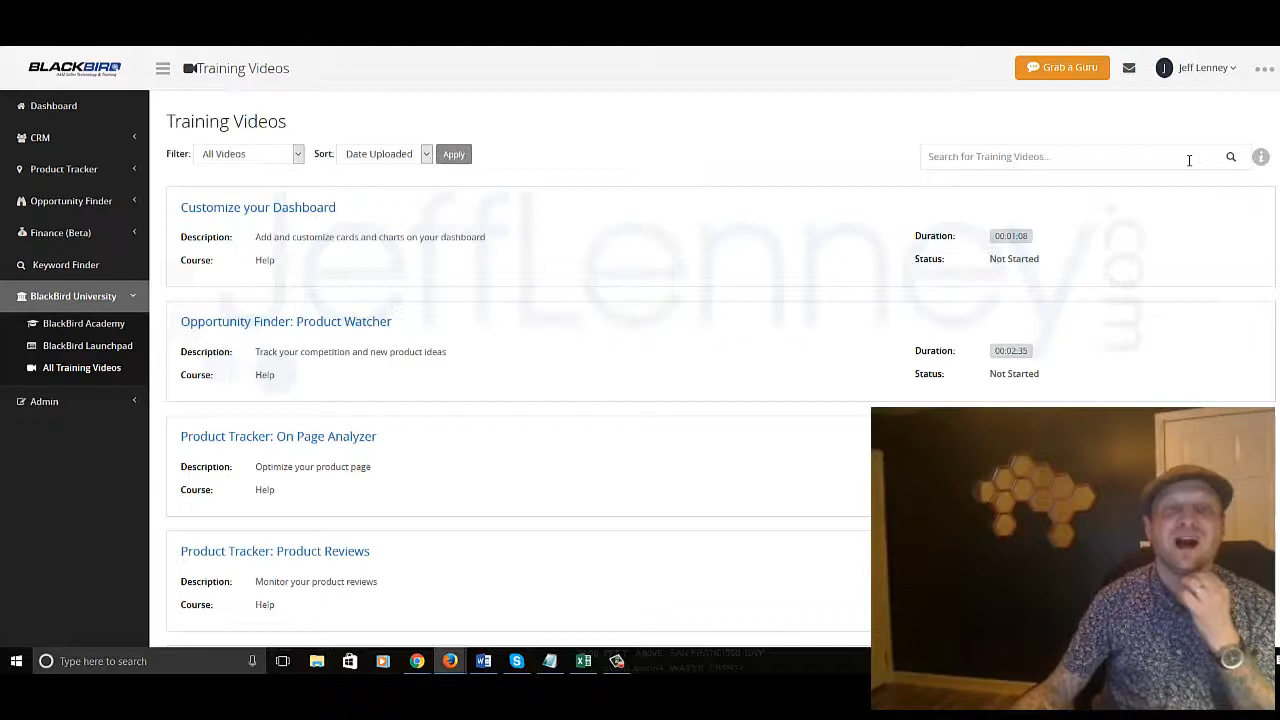 BLACKBIRD
Training Videos
Grab a Guru
J
Jeff Lenney
Dashboard
CRM
Product Tracker
Opportunity Finder
Finance (Beta)
Keyword Finder
BlackBird University
BlackBird Academy
BlackBird Launchpad
All Training Videos
Admin
Training Videos
Filter: All Videos Sort: Date Uploaded Apply
Search for Training Videos...
Customize your Dashboard
Description: Add and customize cards and charts on your dashboard
Duration: 00:01:08
Course: Help
Status: Not Started
Opportunity Finder: Product Watcher
Description: Track your competition and new product ideas
Duration: 00:02:35
Course: Help
Status: Not Started
Product Tracker: On Page Analyzer
Description: Optimize your product page
Course: Help
Product Tracker: Product Reviews
Description: Monitor your product reviews
Course: Help
JeffLenney.com
Type here to search